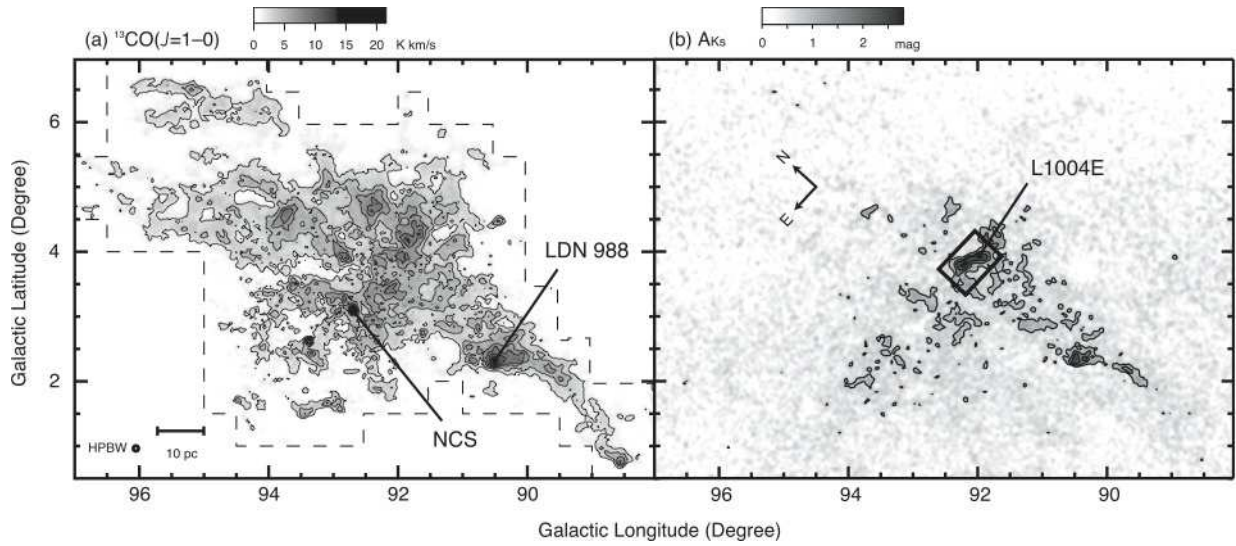 (a) ¹³CO(J=1–0)
0 5 10 15 20 K km/s
(b) AKs
0 1 2 mag
6
4
2
Galactic Latitude (Degree)
LDN 988
NCS
HPBW
10 pc
96 94 92 90
N
E
L1004E
96 94 92 90
Galactic Longitude (Degree)